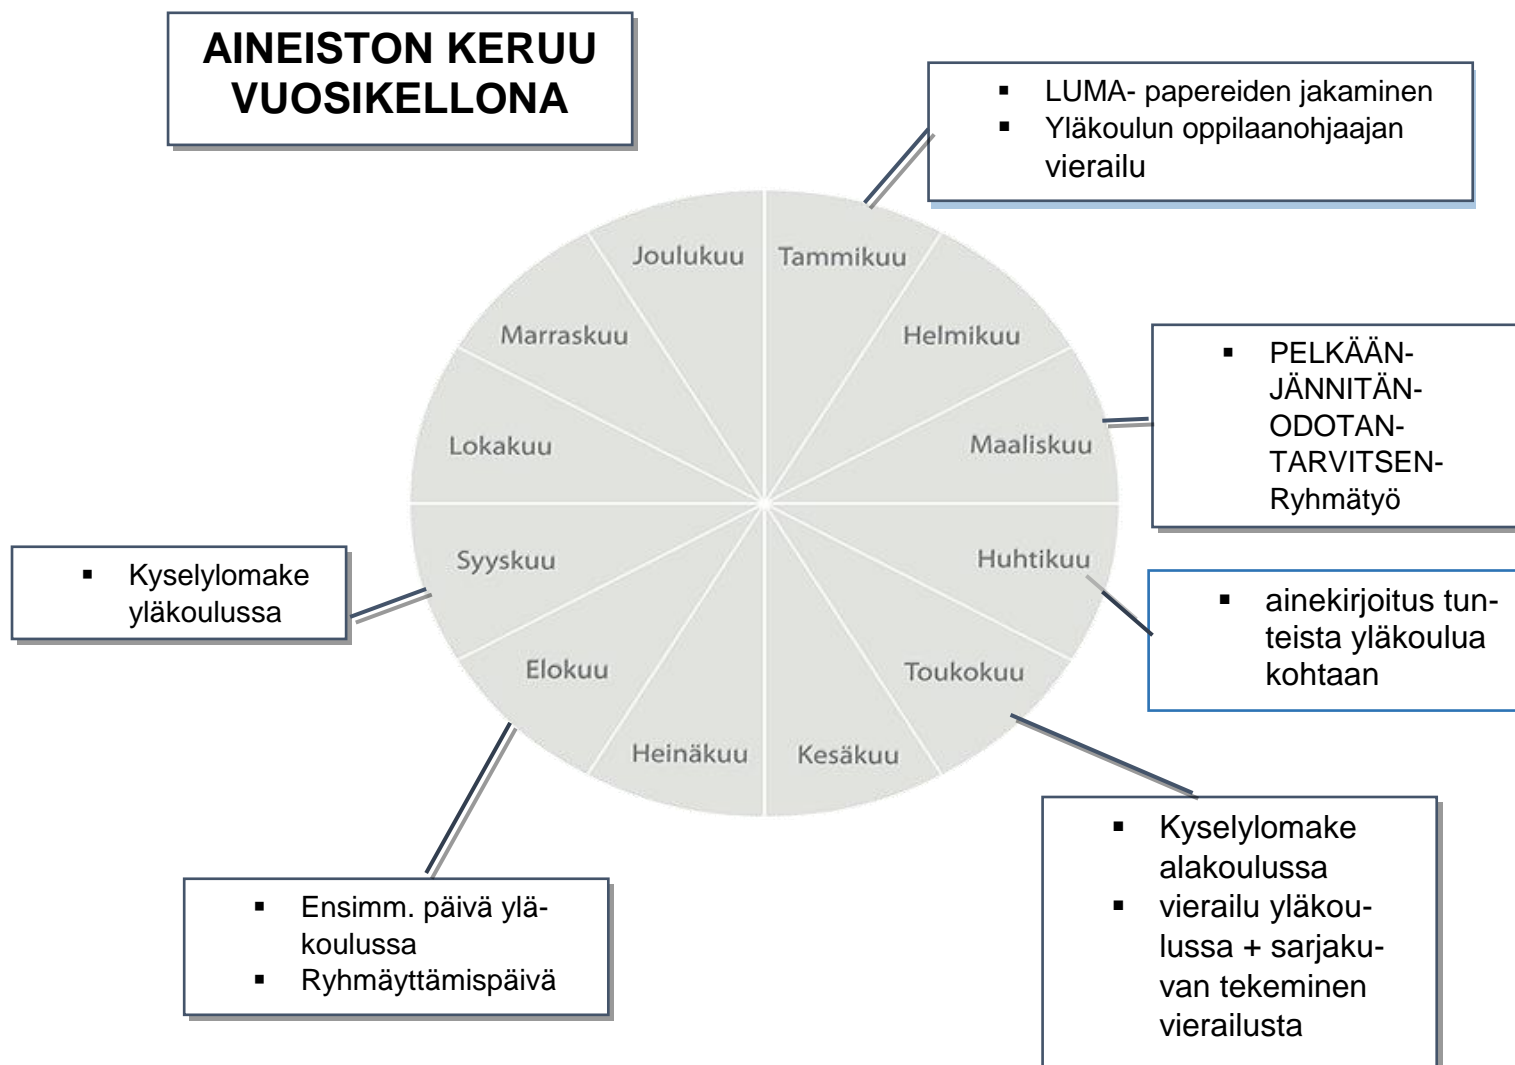 AINEISTON KERUU
VUOSIKELLONA
▪ LUMA- papereiden jakaminen
▪ Yläkoulun oppilaanohjaajan
vierailu
Joulukuu
Tammikuu
Marraskuu
Helmikuu
Lokakuu
Maaliskuu
▪ PELKÄÄN-
JÄNNITÄN-
ODOTAN-
TARVITSEN-
Ryhmätyö
Syyskuu
Huhtikuu
▪ Kyselylomake
yläkoulussa
▪ ainekirjoitus tun-
teista yläkoulua
kohtaan
Elokuu
Toukokuu
Heinäkuu
Kesäkuu
▪ Kyselylomake
alakoulussa
▪ vierailu yläkou-
lussa + sarjaku-
van tekeminen
vierailusta
▪ Ensimm. päivä ylä-
koulussa
▪ Ryhmäyttämispäivä